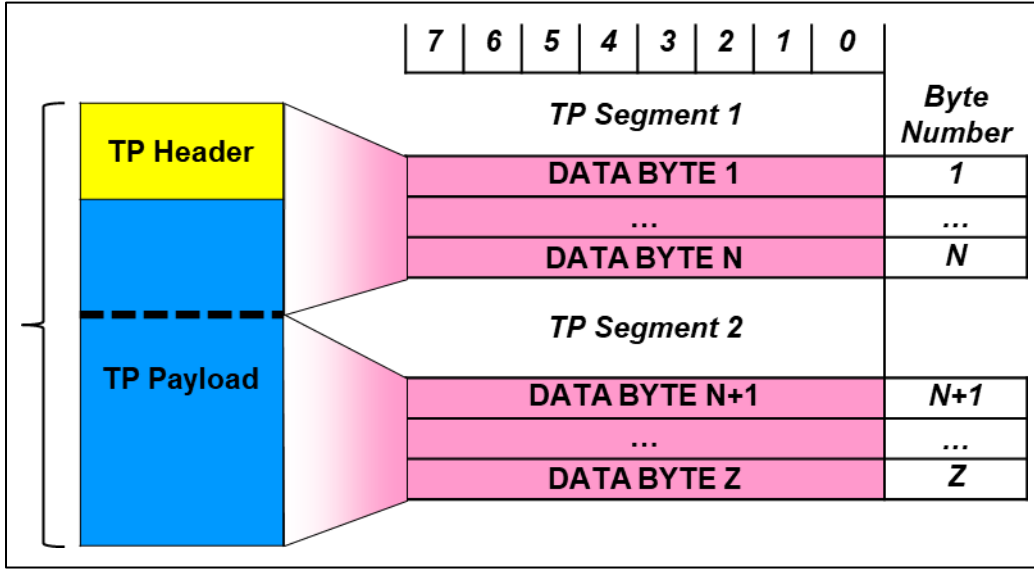 7 6 5 4 3 2 1 0
TP Segment 1
Byte
Number
TP Header
DATA BYTE 1 1
... ...
DATA BYTE N N
TP Segment 2
TP Payload
DATA BYTE N+1 N+1
... ...
DATA BYTE Z Z